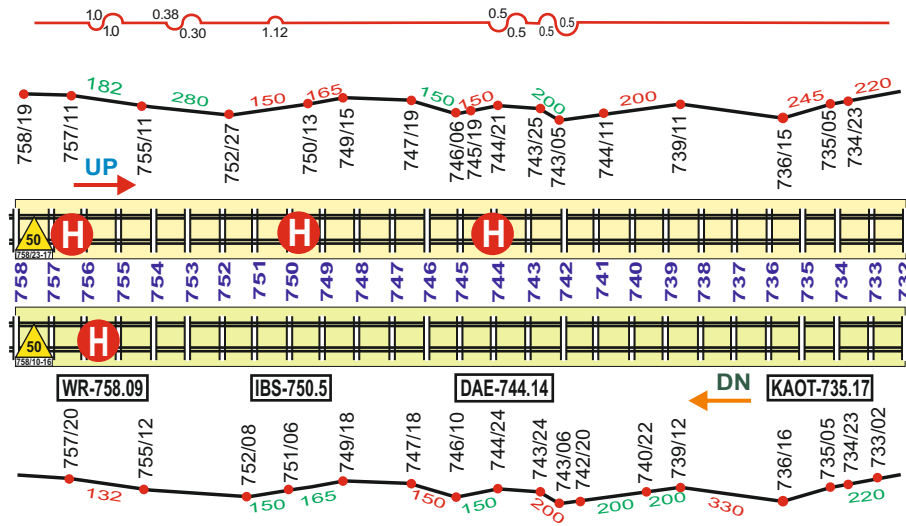 1.0 0.38 0.5 0.5
1.0 0.30 1.12 0.5 0.5
182 280 150 165 150 150 200 200 245 220
758/19 757/11 755/11 752/27 750/13 749/15 747/19 746/06 745/19 744/21 743/25 743/05 744/11 739/11 736/15 735/05 734/23
UP
50 H H H
758/23-17
758 757 756 755 754 753 752 751 750 749 748 747 746 745 744 743 742 741 740 739 738 737 736 735 734 733 732
50 H
758/10-16
WR-758.09 IBS-750.5 DAE-744.14 DN KAOT-735.17
757/20 755/12 752/08 751/06 749/18 747/18 746/10 744/24 743/24 743/06 742/20 740/22 739/12 736/16 735/05 734/23 733/02
132 150 165 150 150 200 200 200 330 220